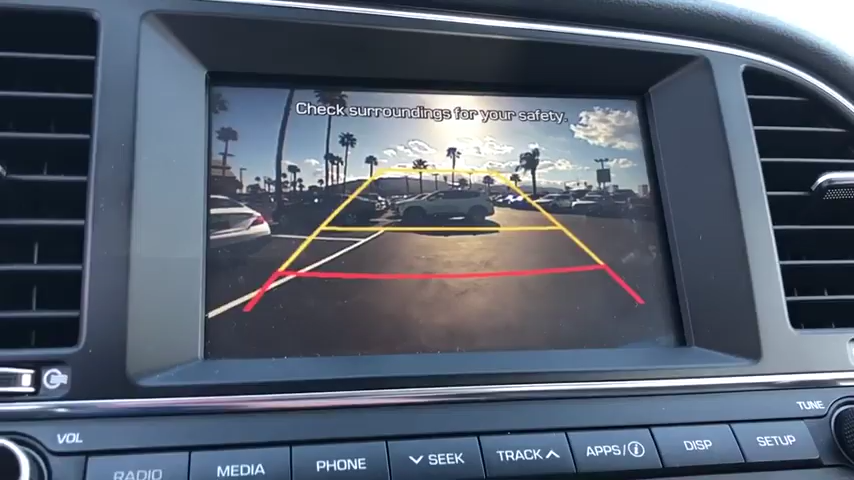 Check surroundings for your safety.
VOL
TUNE
RADIO
MEDIA
PHONE
SEEK
TRACK
APPS/i
DISP
SETUP